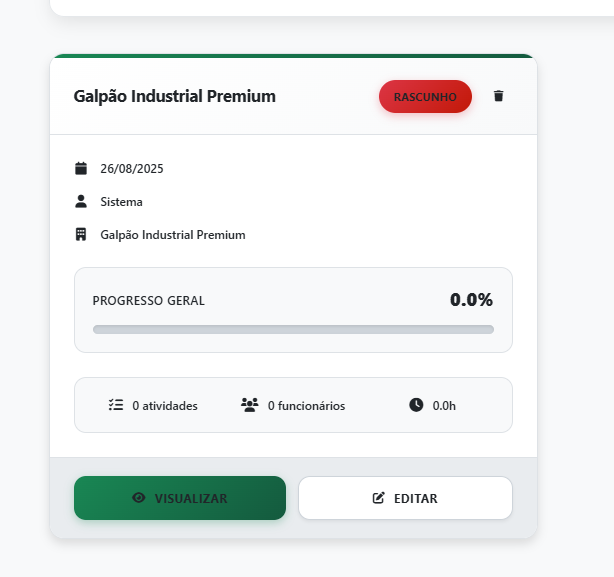 Galpão Industrial Premium
RASCUNHO
26/08/2025
Sistema
Galpão Industrial Premium
PROGRESSO GERAL
0.0%
0 atividades
0 funcionários
0.0h
VISUALIZAR
EDITAR